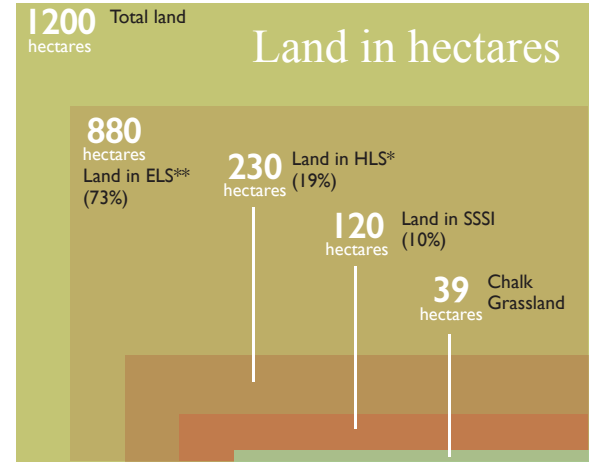 1200 Total land
hectares
Land in hectares
880
hectares
Land in ELS**
(73%)
230 Land in HLS*
hectares (19%)
120 Land in SSSI
hectares (10%)
39 Chalk
hectares Grassland